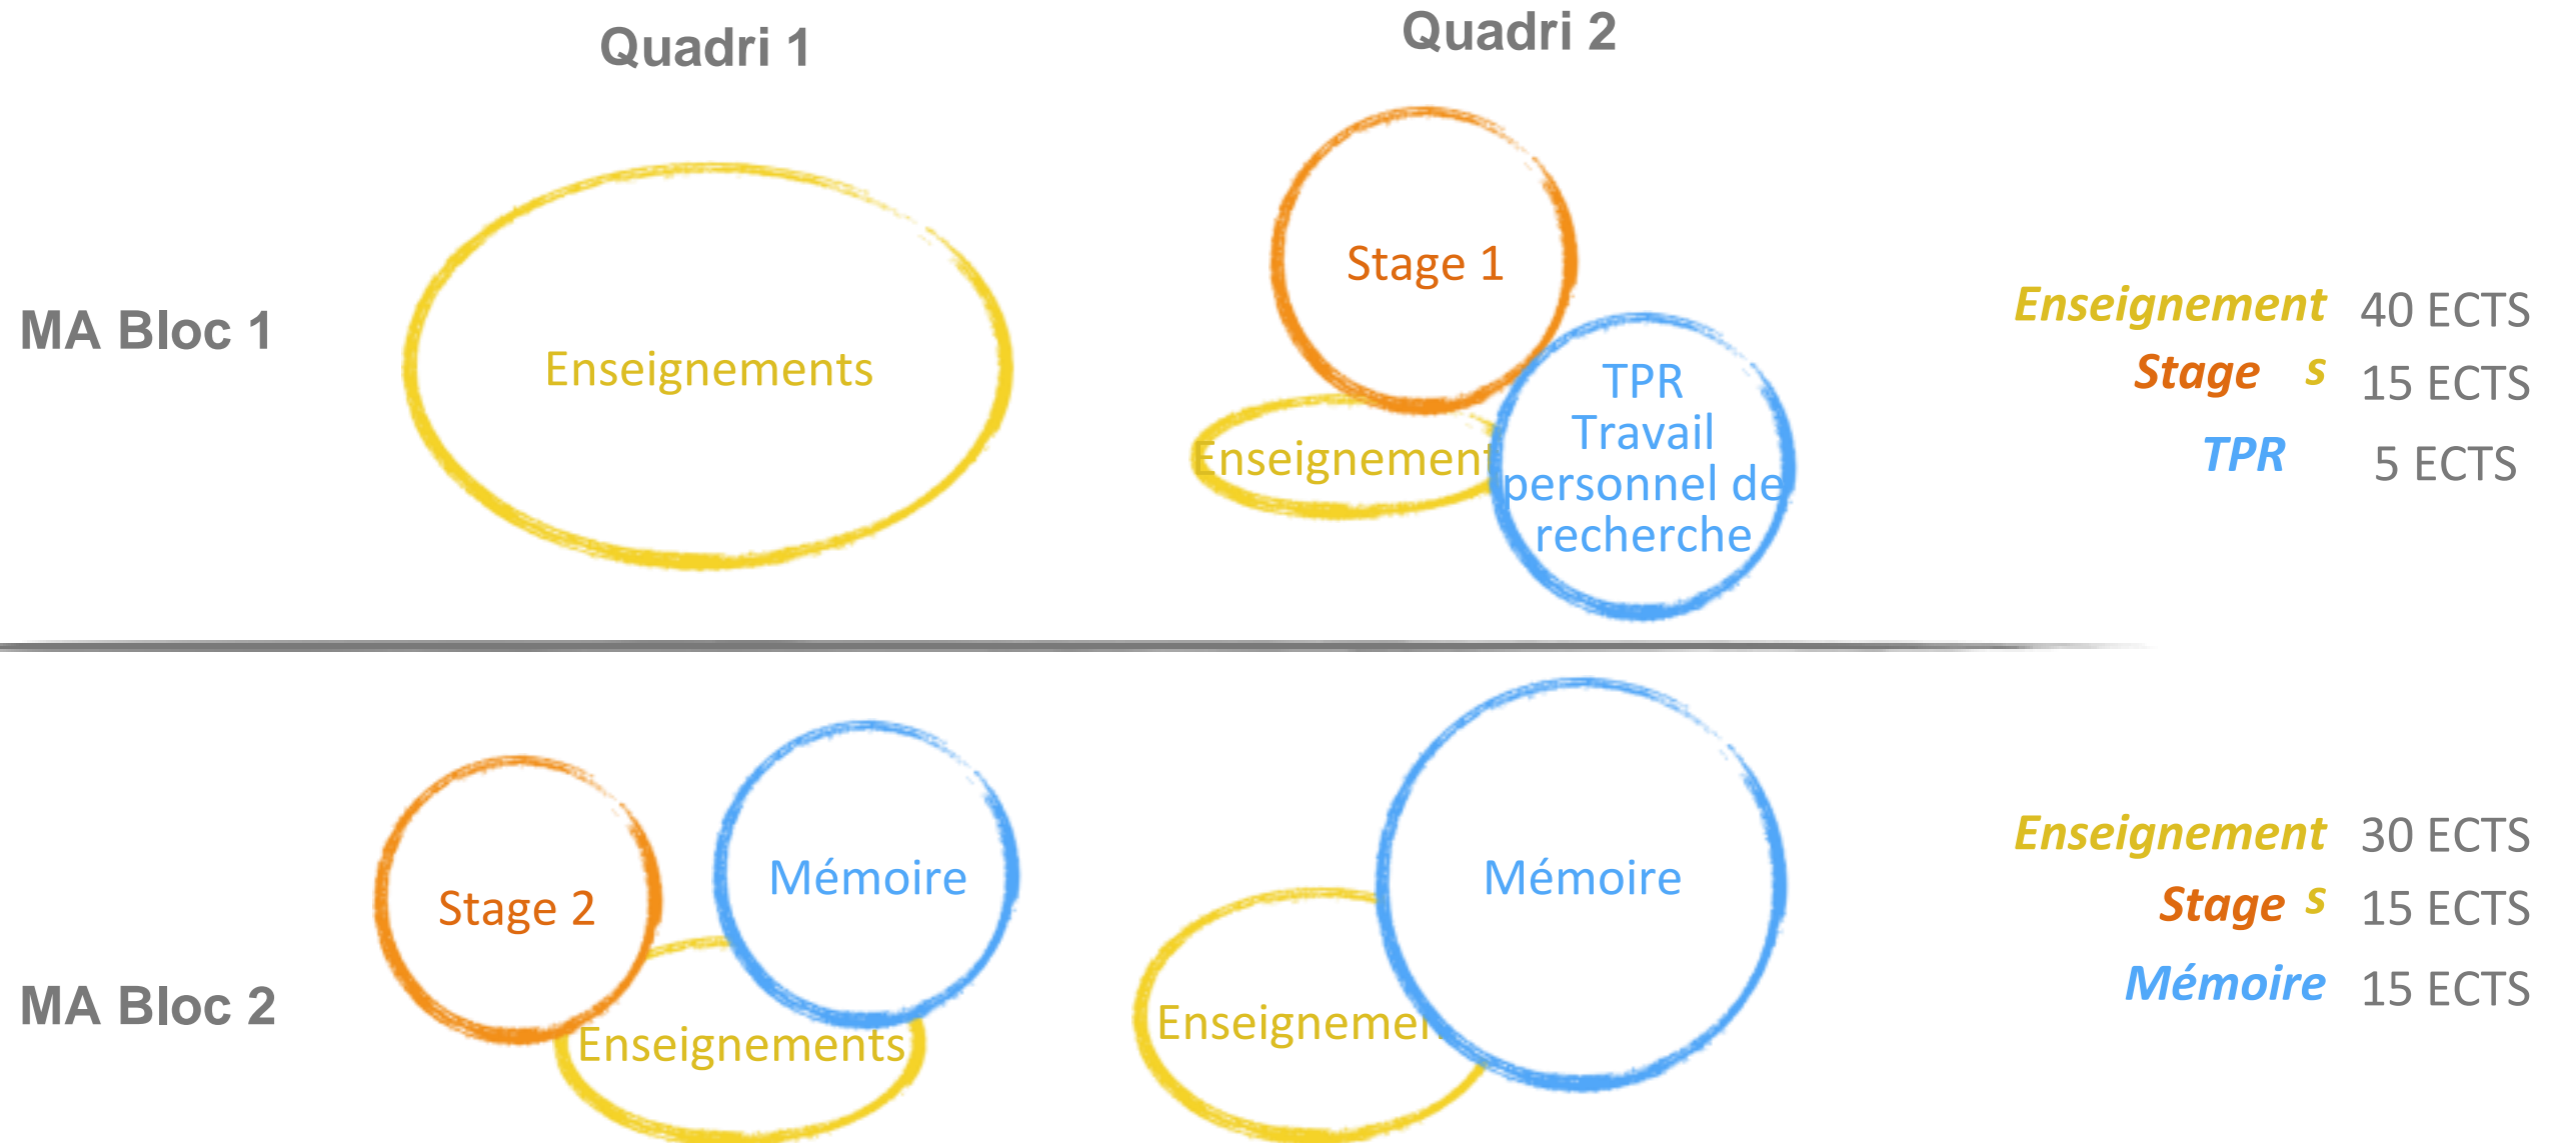 Quadri 1
Quadri 2
MA Bloc 1
Enseignements
Stage 1
Enseignement
TPR
Travail
personnel de
recherche
Enseignement 40 ECTS
Stage s 15 ECTS
TPR 5 ECTS
MA Bloc 2
Stage 2
Mémoire
Enseignements
Mémoire
Enseignemen
Enseignement 30 ECTS
Stage s 15 ECTS
Mémoire 15 ECTS